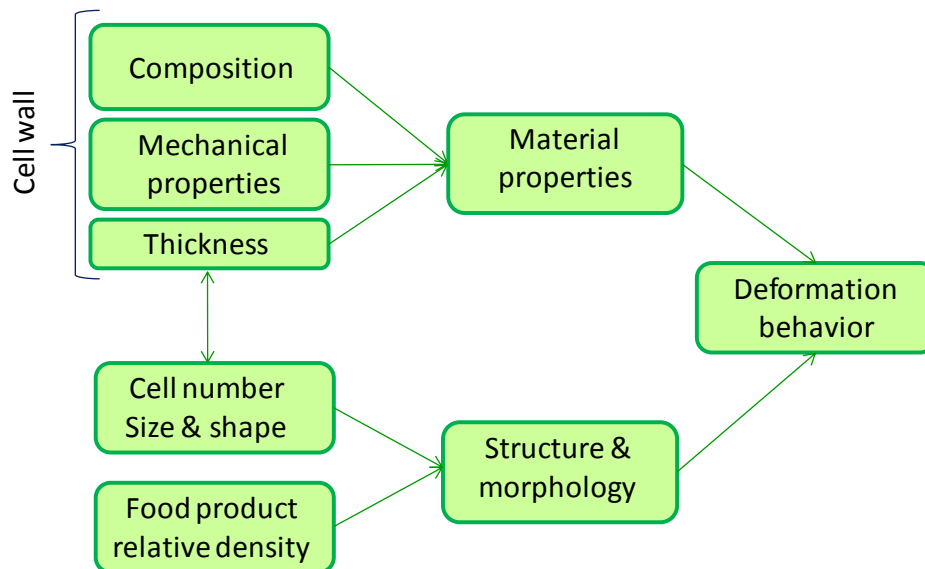 Cell wall
Composition
Mechanical
properties
Thickness
Material
properties
Deformation
behavior
Cell number
Size & shape
Structure &
morphology
Food product
relative density